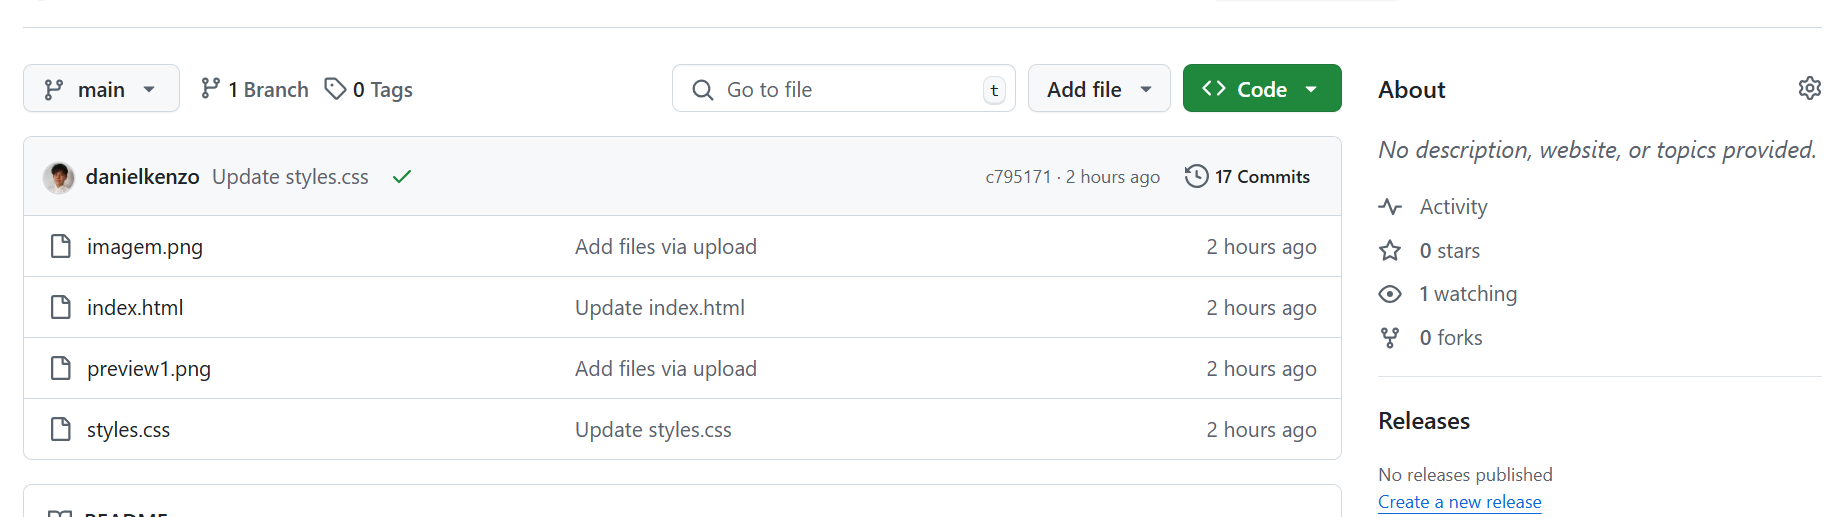 main
1 Branch
0 Tags
Go to file
t
Add file
Code
danielkenzo Update styles.css
c795171 · 2 hours ago
17 Commits
imagem.png Add files via upload 2 hours ago
index.html Update index.html 2 hours ago
preview1.png Add files via upload 2 hours ago
styles.css Update styles.css 2 hours ago
README
About
No description, website, or topics provided.
Activity
0 stars
1 watching
0 forks
Releases
No releases published
Create a new release